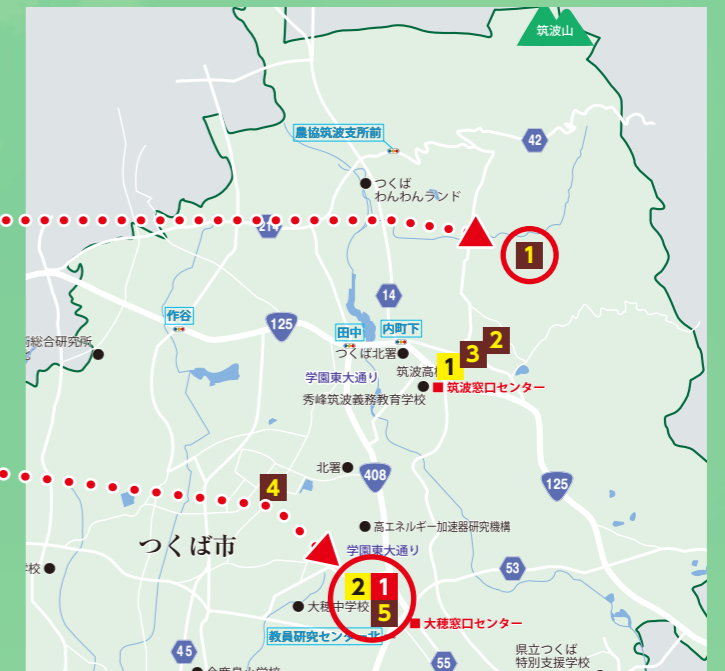 筑波山
農協筑波支所前
42
つくば
わんわんランド
214
1
14
作谷
125
田中
内町下
総合研究所
つくば北署
2
3
1
学園東大通り
筑波高校
筑波窓口センター
秀峰筑波義務教育学校
北署
408
4
125
高エネルギー加速器研究機構
つくば市
学園東大通り
53
校
2
1
大穂中学校
5
大穂窓口センター
教員研究センター北
45
55
県立つくば
特別支援学校